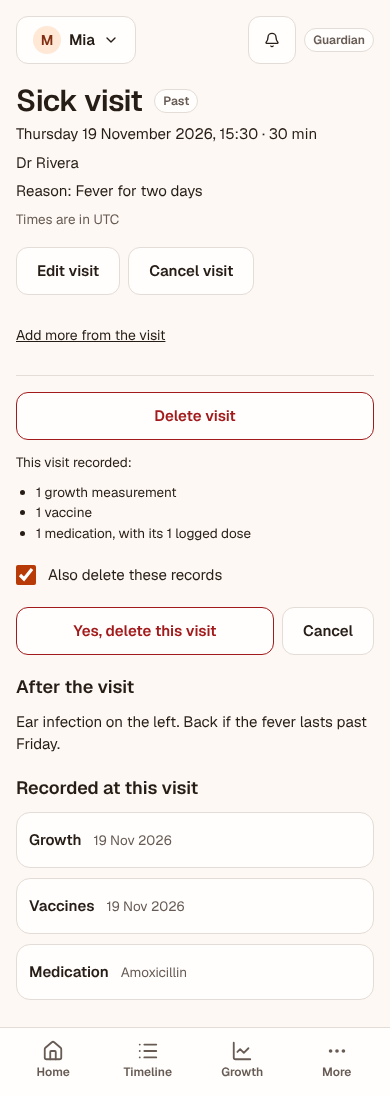 M Mia
Guardian
Sick visit Past
Thursday 19 November 2026, 15:30 · 30 min
Dr Rivera
Reason: Fever for two days
Times are in UTC
Edit visit Cancel visit
Add more from the visit
Delete visit
This visit recorded:
• 1 growth measurement
• 1 vaccine
• 1 medication, with its 1 logged dose
Also delete these records
Yes, delete this visit Cancel
After the visit
Ear infection on the left. Back if the fever lasts past
Friday.
Recorded at this visit
Growth 19 Nov 2026
Vaccines 19 Nov 2026
Medication Amoxicillin
Home Timeline Growth More